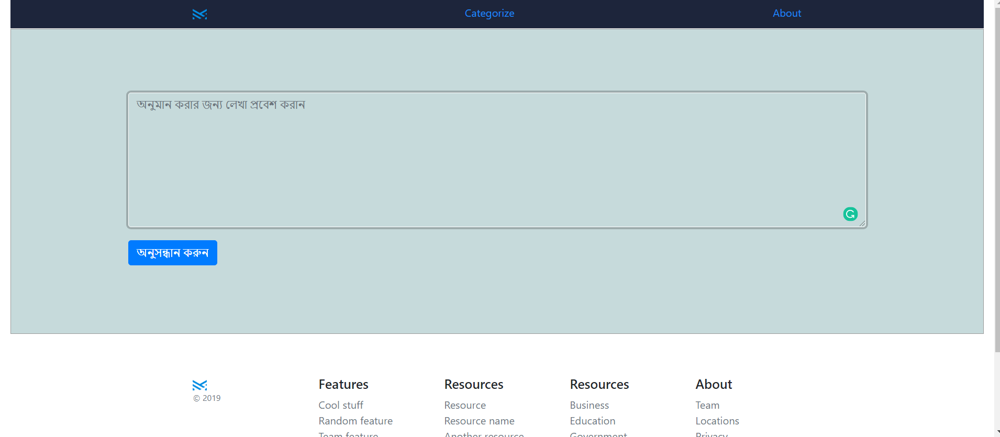 Categorize
About
অনুমান করার জন্য লেখা প্রবেশ করান
অনুসন্ধান করুন
© 2019
Features
Cool stuff
Random feature
Team feature
Resources
Resource
Resource name
Another resource
Resources
Business
Education
Government
About
Team
Locations
Privacy